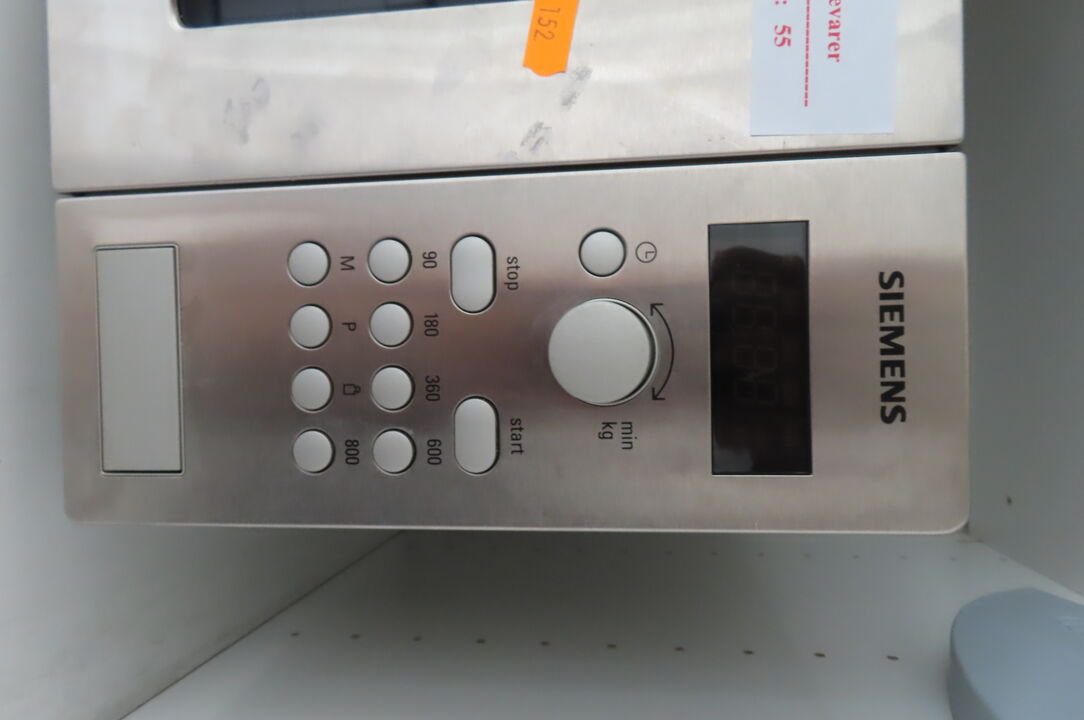 SIEMENS
min
kg
stop
start
90
180
360
600
M
P
800
152
evarer
: 55